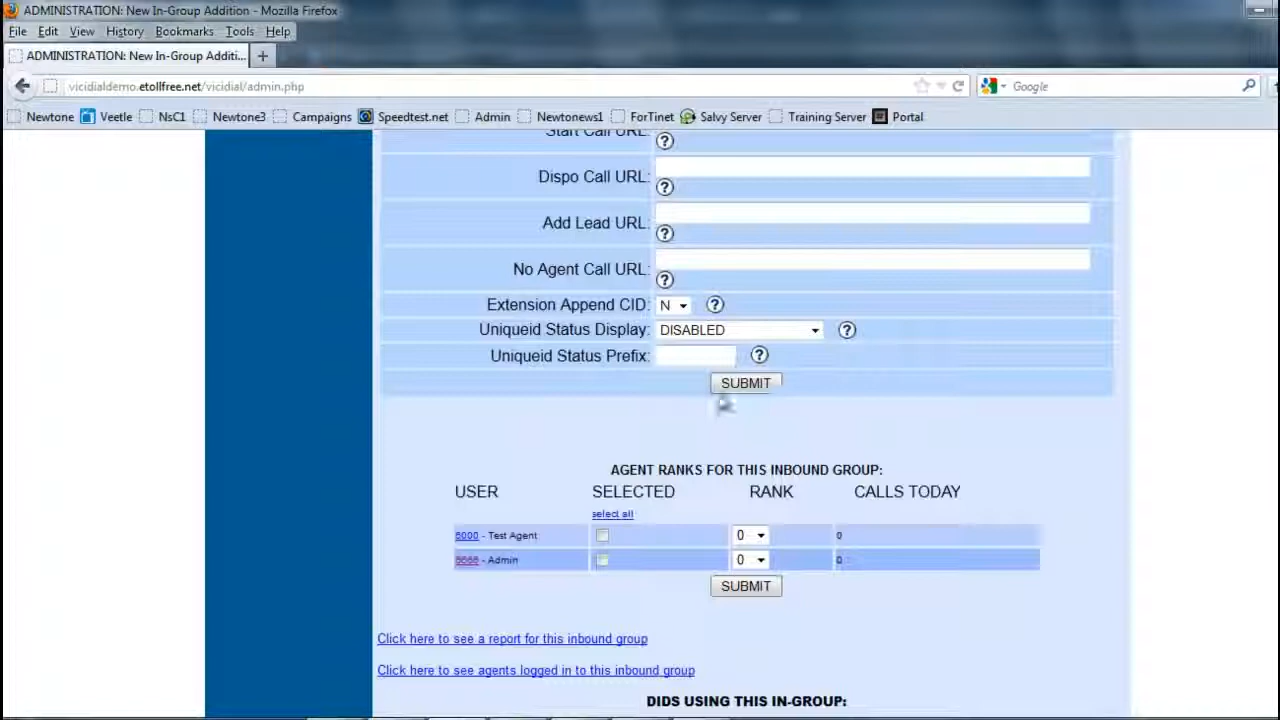 ADMINISTRATION: New In-Group Addition - Mozilla Firefox
File Edit View History Bookmarks Tools Help
ADMINISTRATION: New In-Group Additi... +
vicidialdemo.etollfree.net/vicidial/admin.php Google
Newtone Veetle NsC1 Newtone3 Campaigns Speedtest.net Admin Newtonews1 ForTinet Salvy Server Training Server Portal
Start Call URL:
?
Dispo Call URL:
?
Add Lead URL:
?
No Agent Call URL:
?
Extension Append CID: N ?
Uniqueid Status Display: DISABLED ?
Uniqueid Status Prefix: ?
SUBMIT
AGENT RANKS FOR THIS INBOUND GROUP:
USER SELECTED RANK CALLS TODAY
select all
- Test Agent 0 0
- Admin 0 0
SUBMIT
Click here to see a report for this inbound group
Click here to see agents logged in to this inbound group
DIDS USING THIS IN-GROUP: